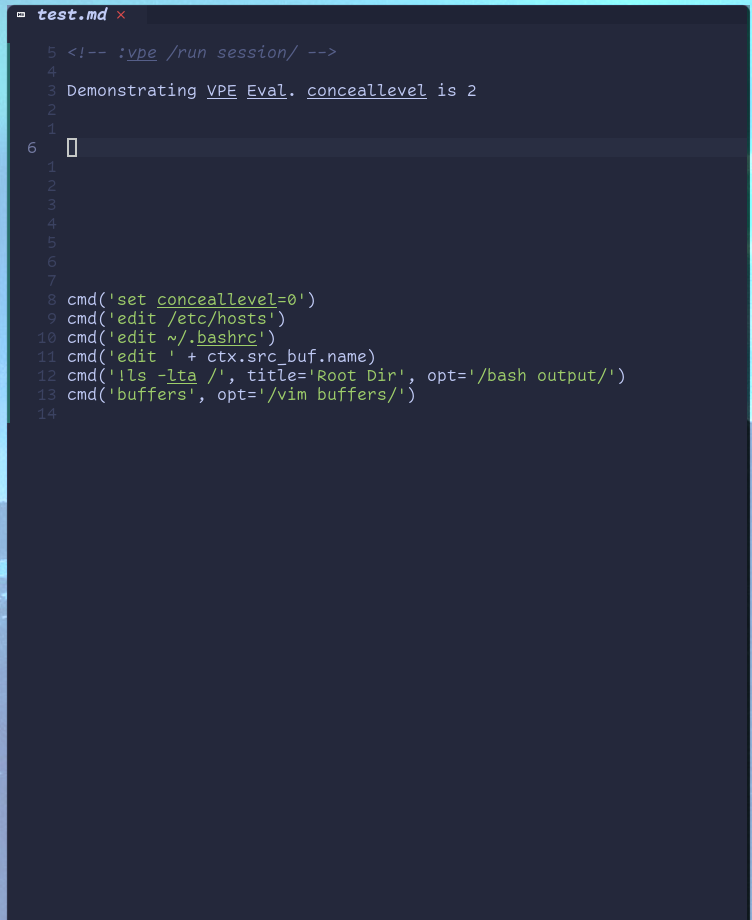 test.md ×
5 <!-- :vpe /run session/ -->
4
3 Demonstrating VPE Eval. conceallevel is 2
2
1
6
1
2
3
4
5
6
7
8 cmd('set conceallevel=0')
9 cmd('edit /etc/hosts')
10 cmd('edit ~/.bashrc')
11 cmd('edit ' + ctx.src_buf.name)
12 cmd('!ls -lta /', title='Root Dir', opt='/bash output/')
13 cmd('buffers', opt='/vim buffers/')
14